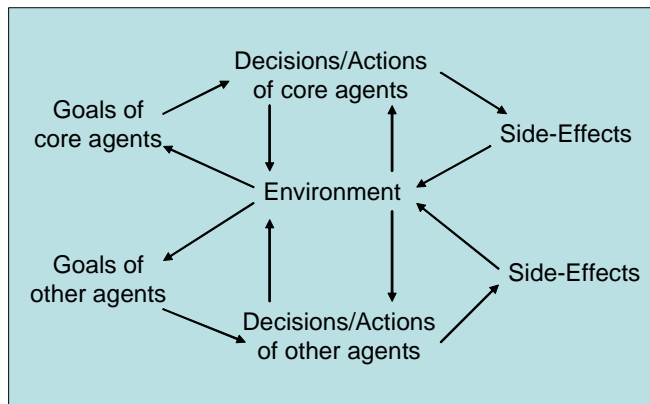 Decisions/Actions
of core agents
Goals of
core agents
Side-Effects
Environment
Goals of
other agents
Side-Effects
Decisions/Actions
of other agents